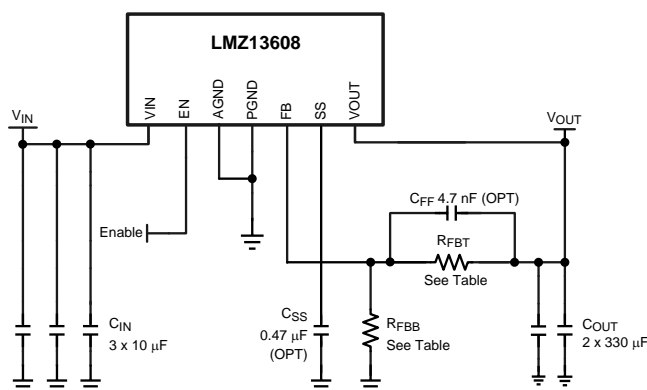 LMZ13608
VIN
EN
AGND
PGND
FB
SS
VOUT
VIN
VOUT
CFF 4.7 nF (OPT)
Enable
RFBT
See Table
CIN
3 x 10 μF
CSS
0.47 μF
(OPT)
RFBB
See Table
COUT
2 x 330 μF